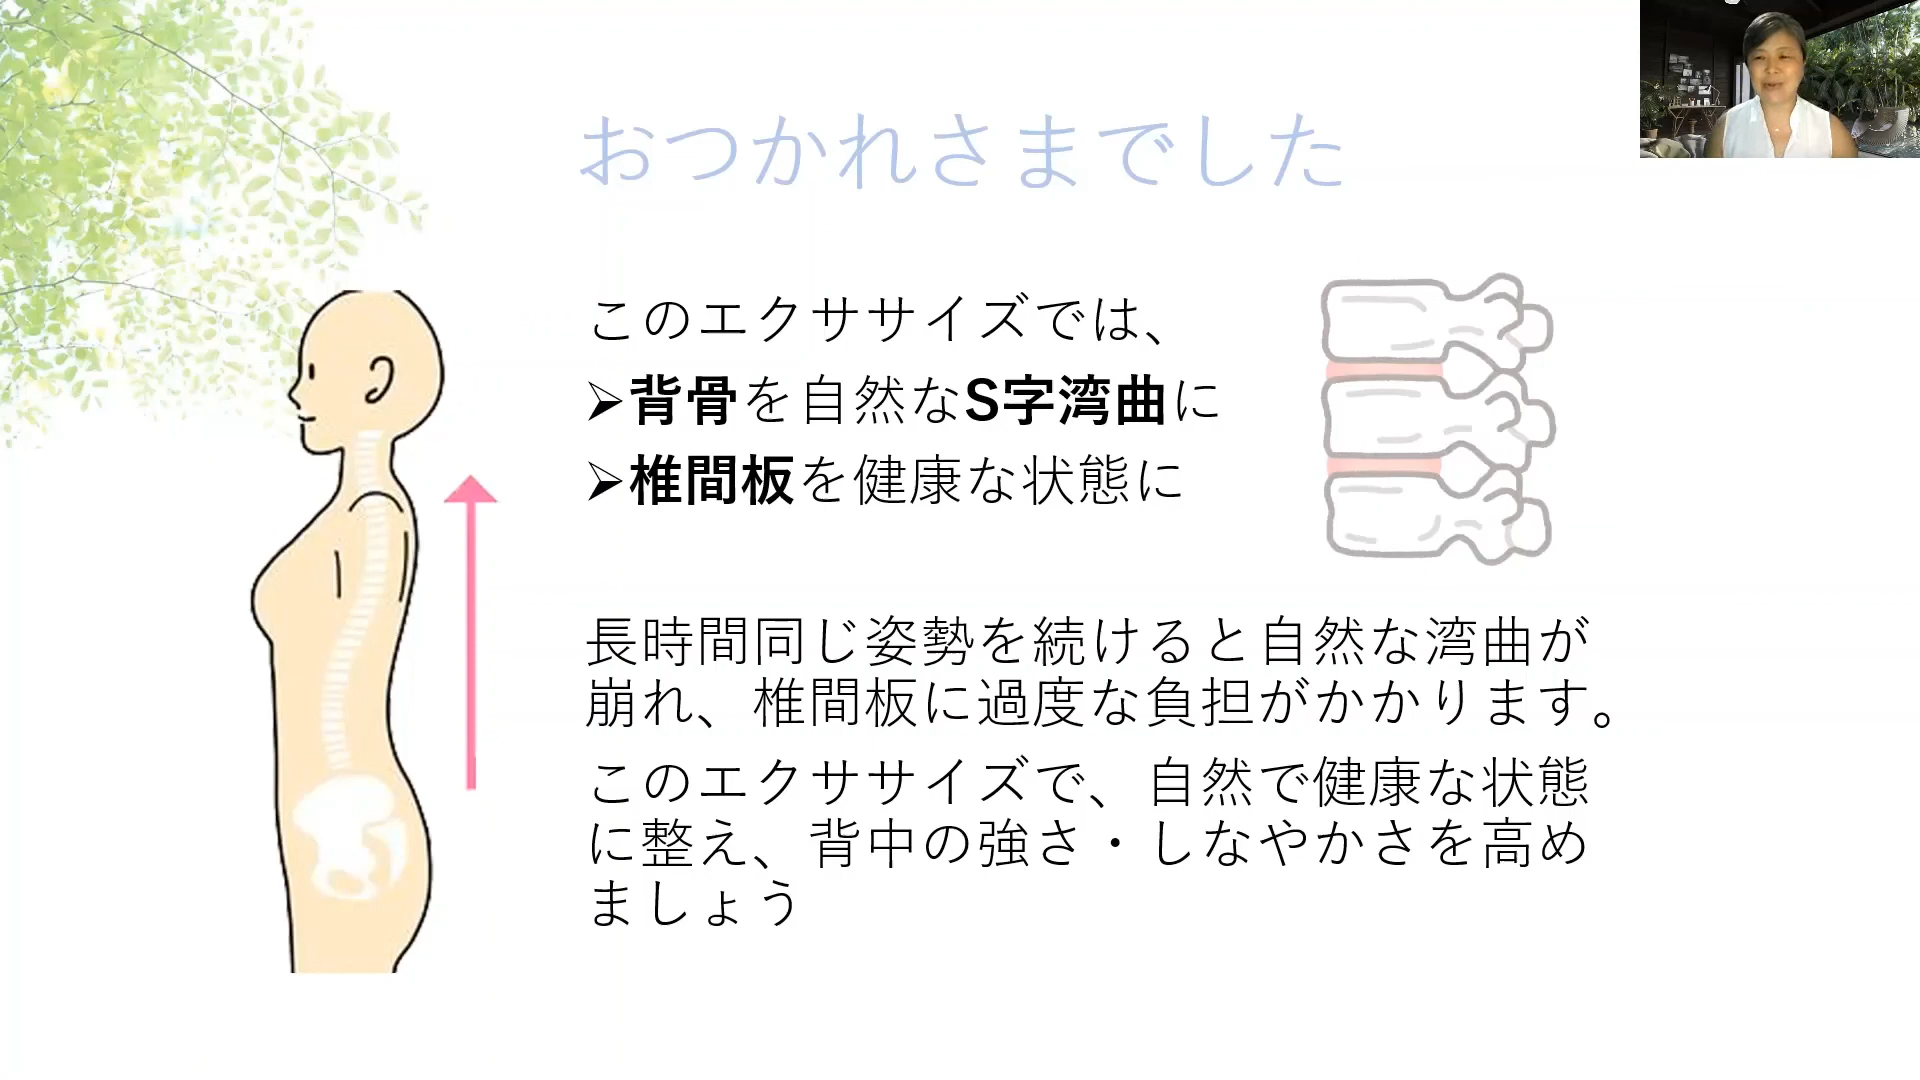 おつかれさまでした
このエクササイズでは、
➢背骨を自然なS字湾曲に
➢椎間板を健康な状態に
長時間同じ姿勢を続けると自然な湾曲が
崩れ、椎間板に過度な負担がかかります。
このエクササイズで、自然で健康な状態
に整え、背中の強さ・しなやかさを高め
ましょう